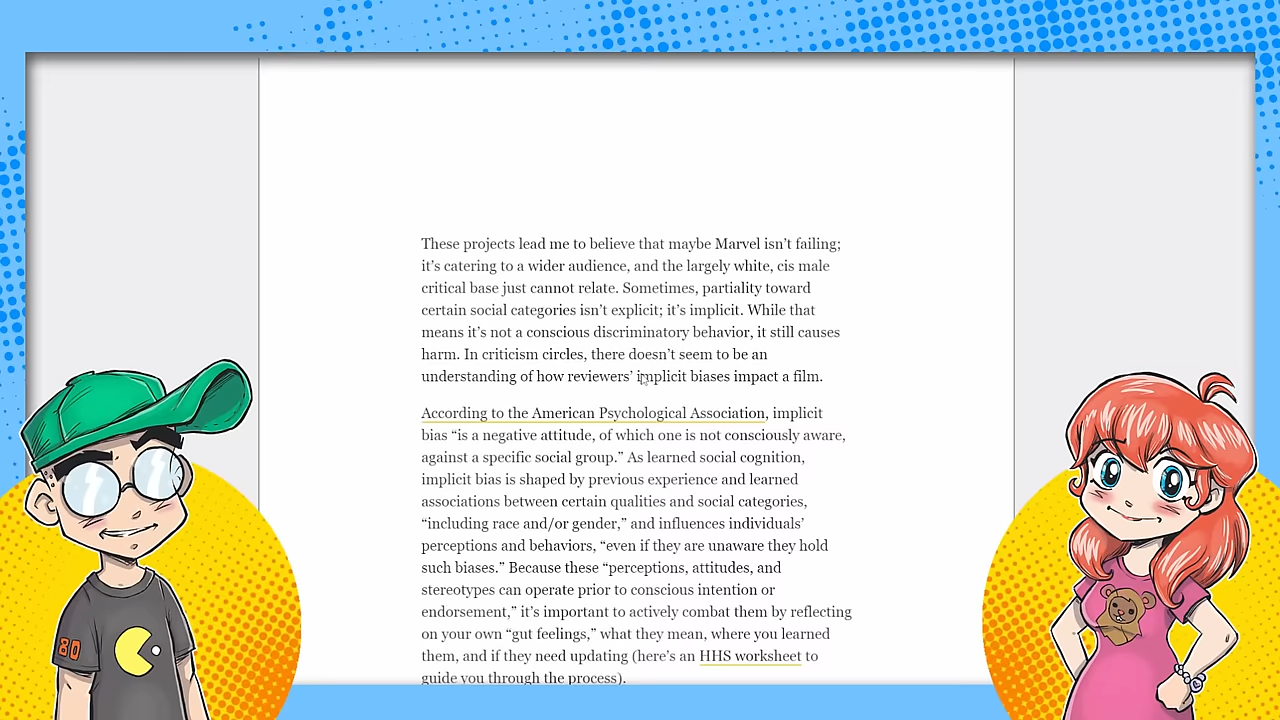 These projects lead me to believe that maybe Marvel isn’t failing;
it’s catering to a wider audience, and the largely white, cis male
critical base just cannot relate. Sometimes, partiality toward
certain social categories isn’t explicit; it’s implicit. While that
means it’s not a conscious discriminatory behavior, it still causes
harm. In criticism circles, there doesn’t seem to be an
understanding of how reviewers’ implicit biases impact a film.
According to the American Psychological Association, implicit
bias “is a negative attitude, of which one is not consciously aware,
against a specific social group.” As learned social cognition,
implicit bias is shaped by previous experience and learned
associations between certain qualities and social categories,
“including race and/or gender,” and influences individuals’
perceptions and behaviors, “even if they are unaware they hold
such biases.” Because these “perceptions, attitudes, and
stereotypes can operate prior to conscious intention or
endorsement,” it’s important to actively combat them by reflecting
on your own “gut feelings,” what they mean, where you learned
them, and if they need updating (here’s an HHS worksheet to
guide you through the process).
80